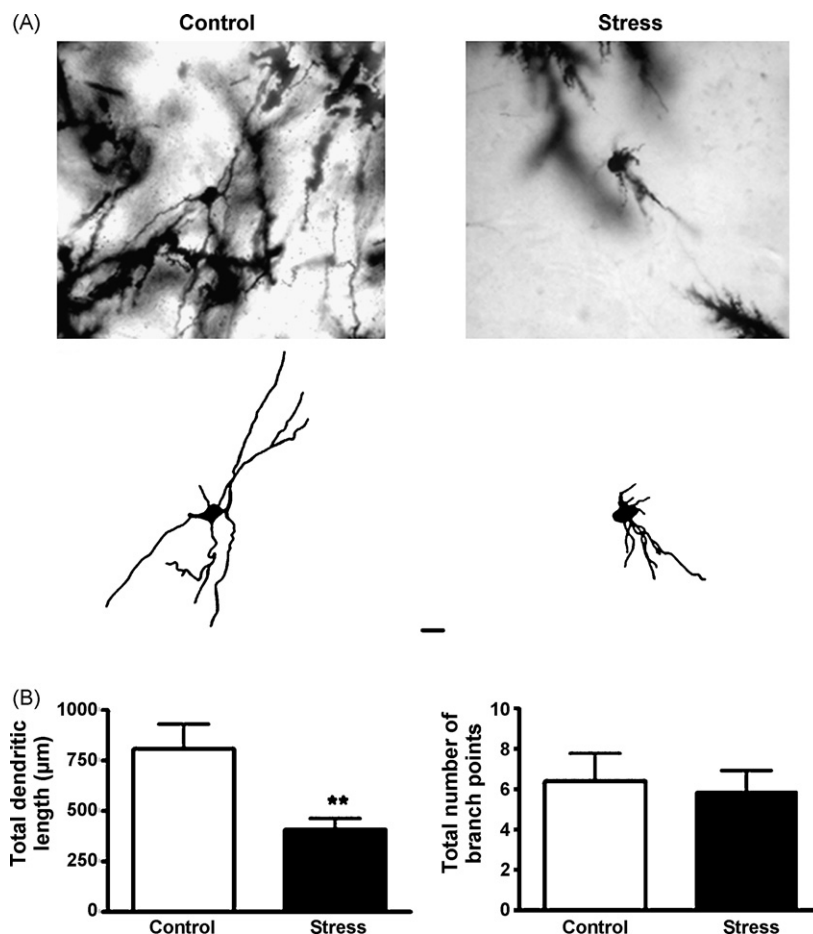 (A)
Control
Stress
(B)
Total dendritic
length (µm)
1000
750
500
250
0
**
Control
Stress
Total number of
branch points
10
8
6
4
2
0
Control
Stress